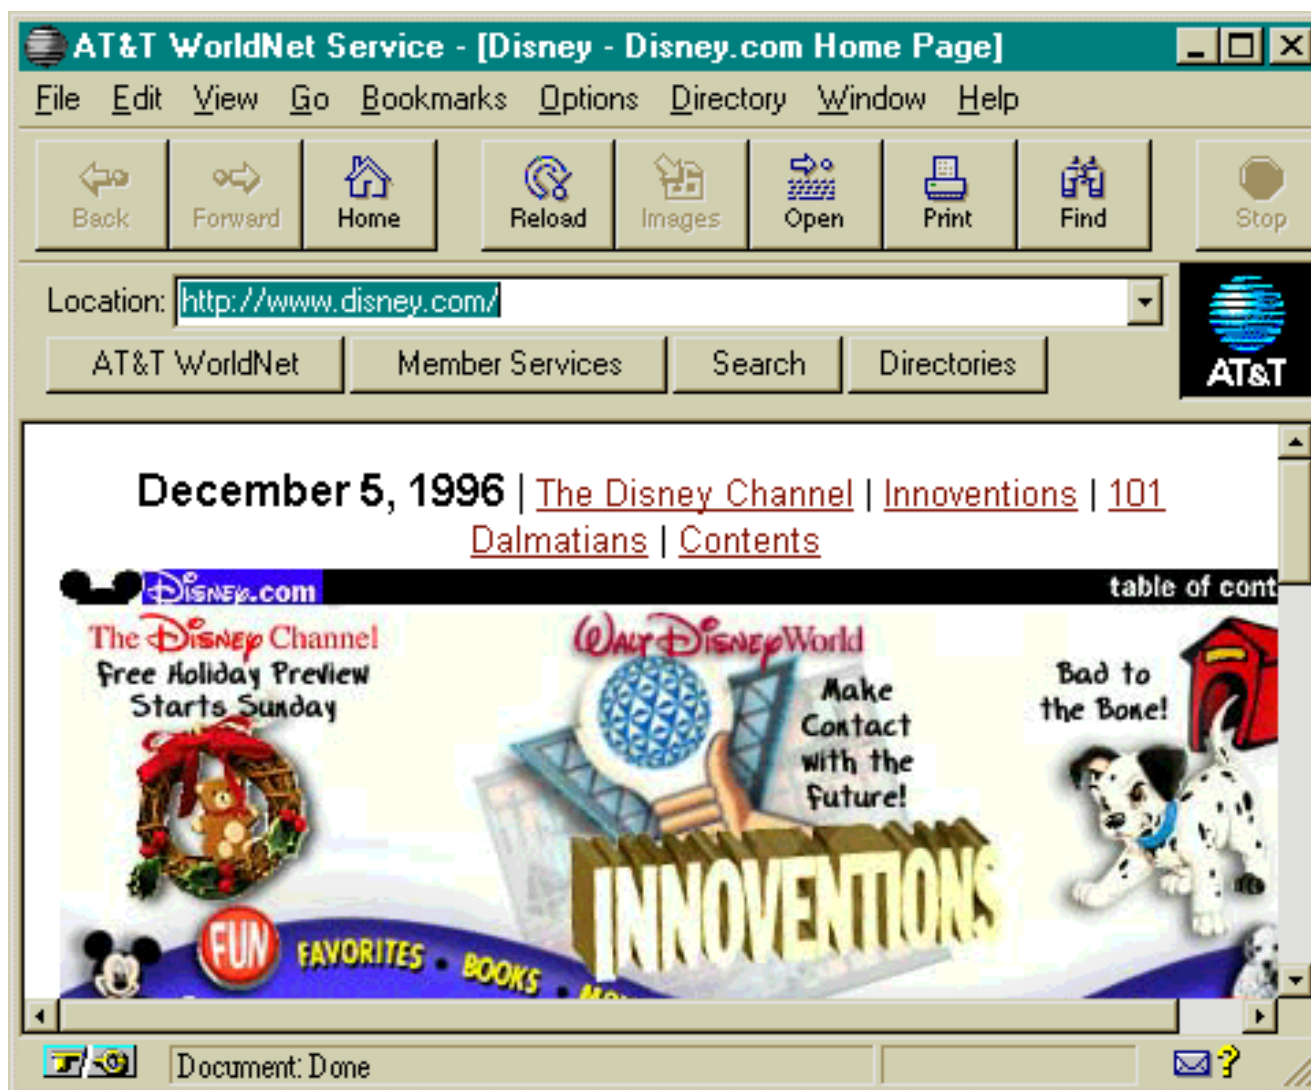 AT&T WorldNet Service - [Disney - Disney.com Home Page]
File Edit View Go Bookmarks Options Directory Window Help
Back Forward Home Reload Images Open Print Find Stop
Location: http://www.disney.com/
AT&T WorldNet Member Services Search Directories
AT&T
December 5, 1996 | The Disney Channel | Innoventions | 101
Dalmatians | Contents
Disney.com table of cont
The Disney Channel
Free Holiday Preview
Starts Sunday
Walt Disney World
Make
Contact
with the
Future!
INNOVENTIONS
Bad to
the Bone!
FUN FAVORITES • BOOKS •
Document: Done